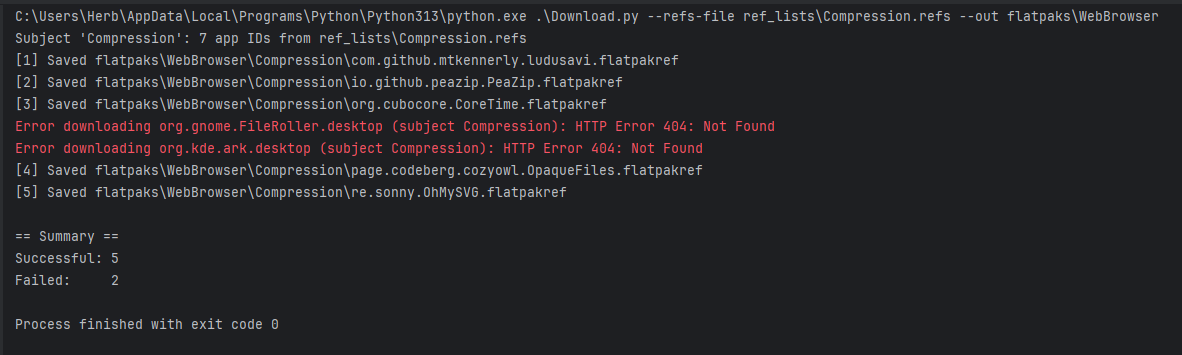 C:\Users\Herb\AppData\Local\Programs\Python\Python313\python.exe .\Download.py --refs-file ref_lists\Compression.refs --out flatpaks\WebBrowser
Subject 'Compression': 7 app IDs from ref_lists\Compression.refs
[1] Saved flatpaks\WebBrowser\Compression\com.github.mtkennerly.ludusavi.flatpakref
[2] Saved flatpaks\WebBrowser\Compression\io.github.peazip.PeaZip.flatpakref
[3] Saved flatpaks\WebBrowser\Compression\org.cubocore.CoreTime.flatpakref
Error downloading org.gnome.FileRoller.desktop (subject Compression): HTTP Error 404: Not Found
Error downloading org.kde.ark.desktop (subject Compression): HTTP Error 404: Not Found
[4] Saved flatpaks\WebBrowser\Compression\page.codeberg.cozyowl.OpaqueFiles.flatpakref
[5] Saved flatpaks\WebBrowser\Compression\re.sonny.OhMySVG.flatpakref
== Summary ==
Successful: 5
Failed:     2
Process finished with exit code 0